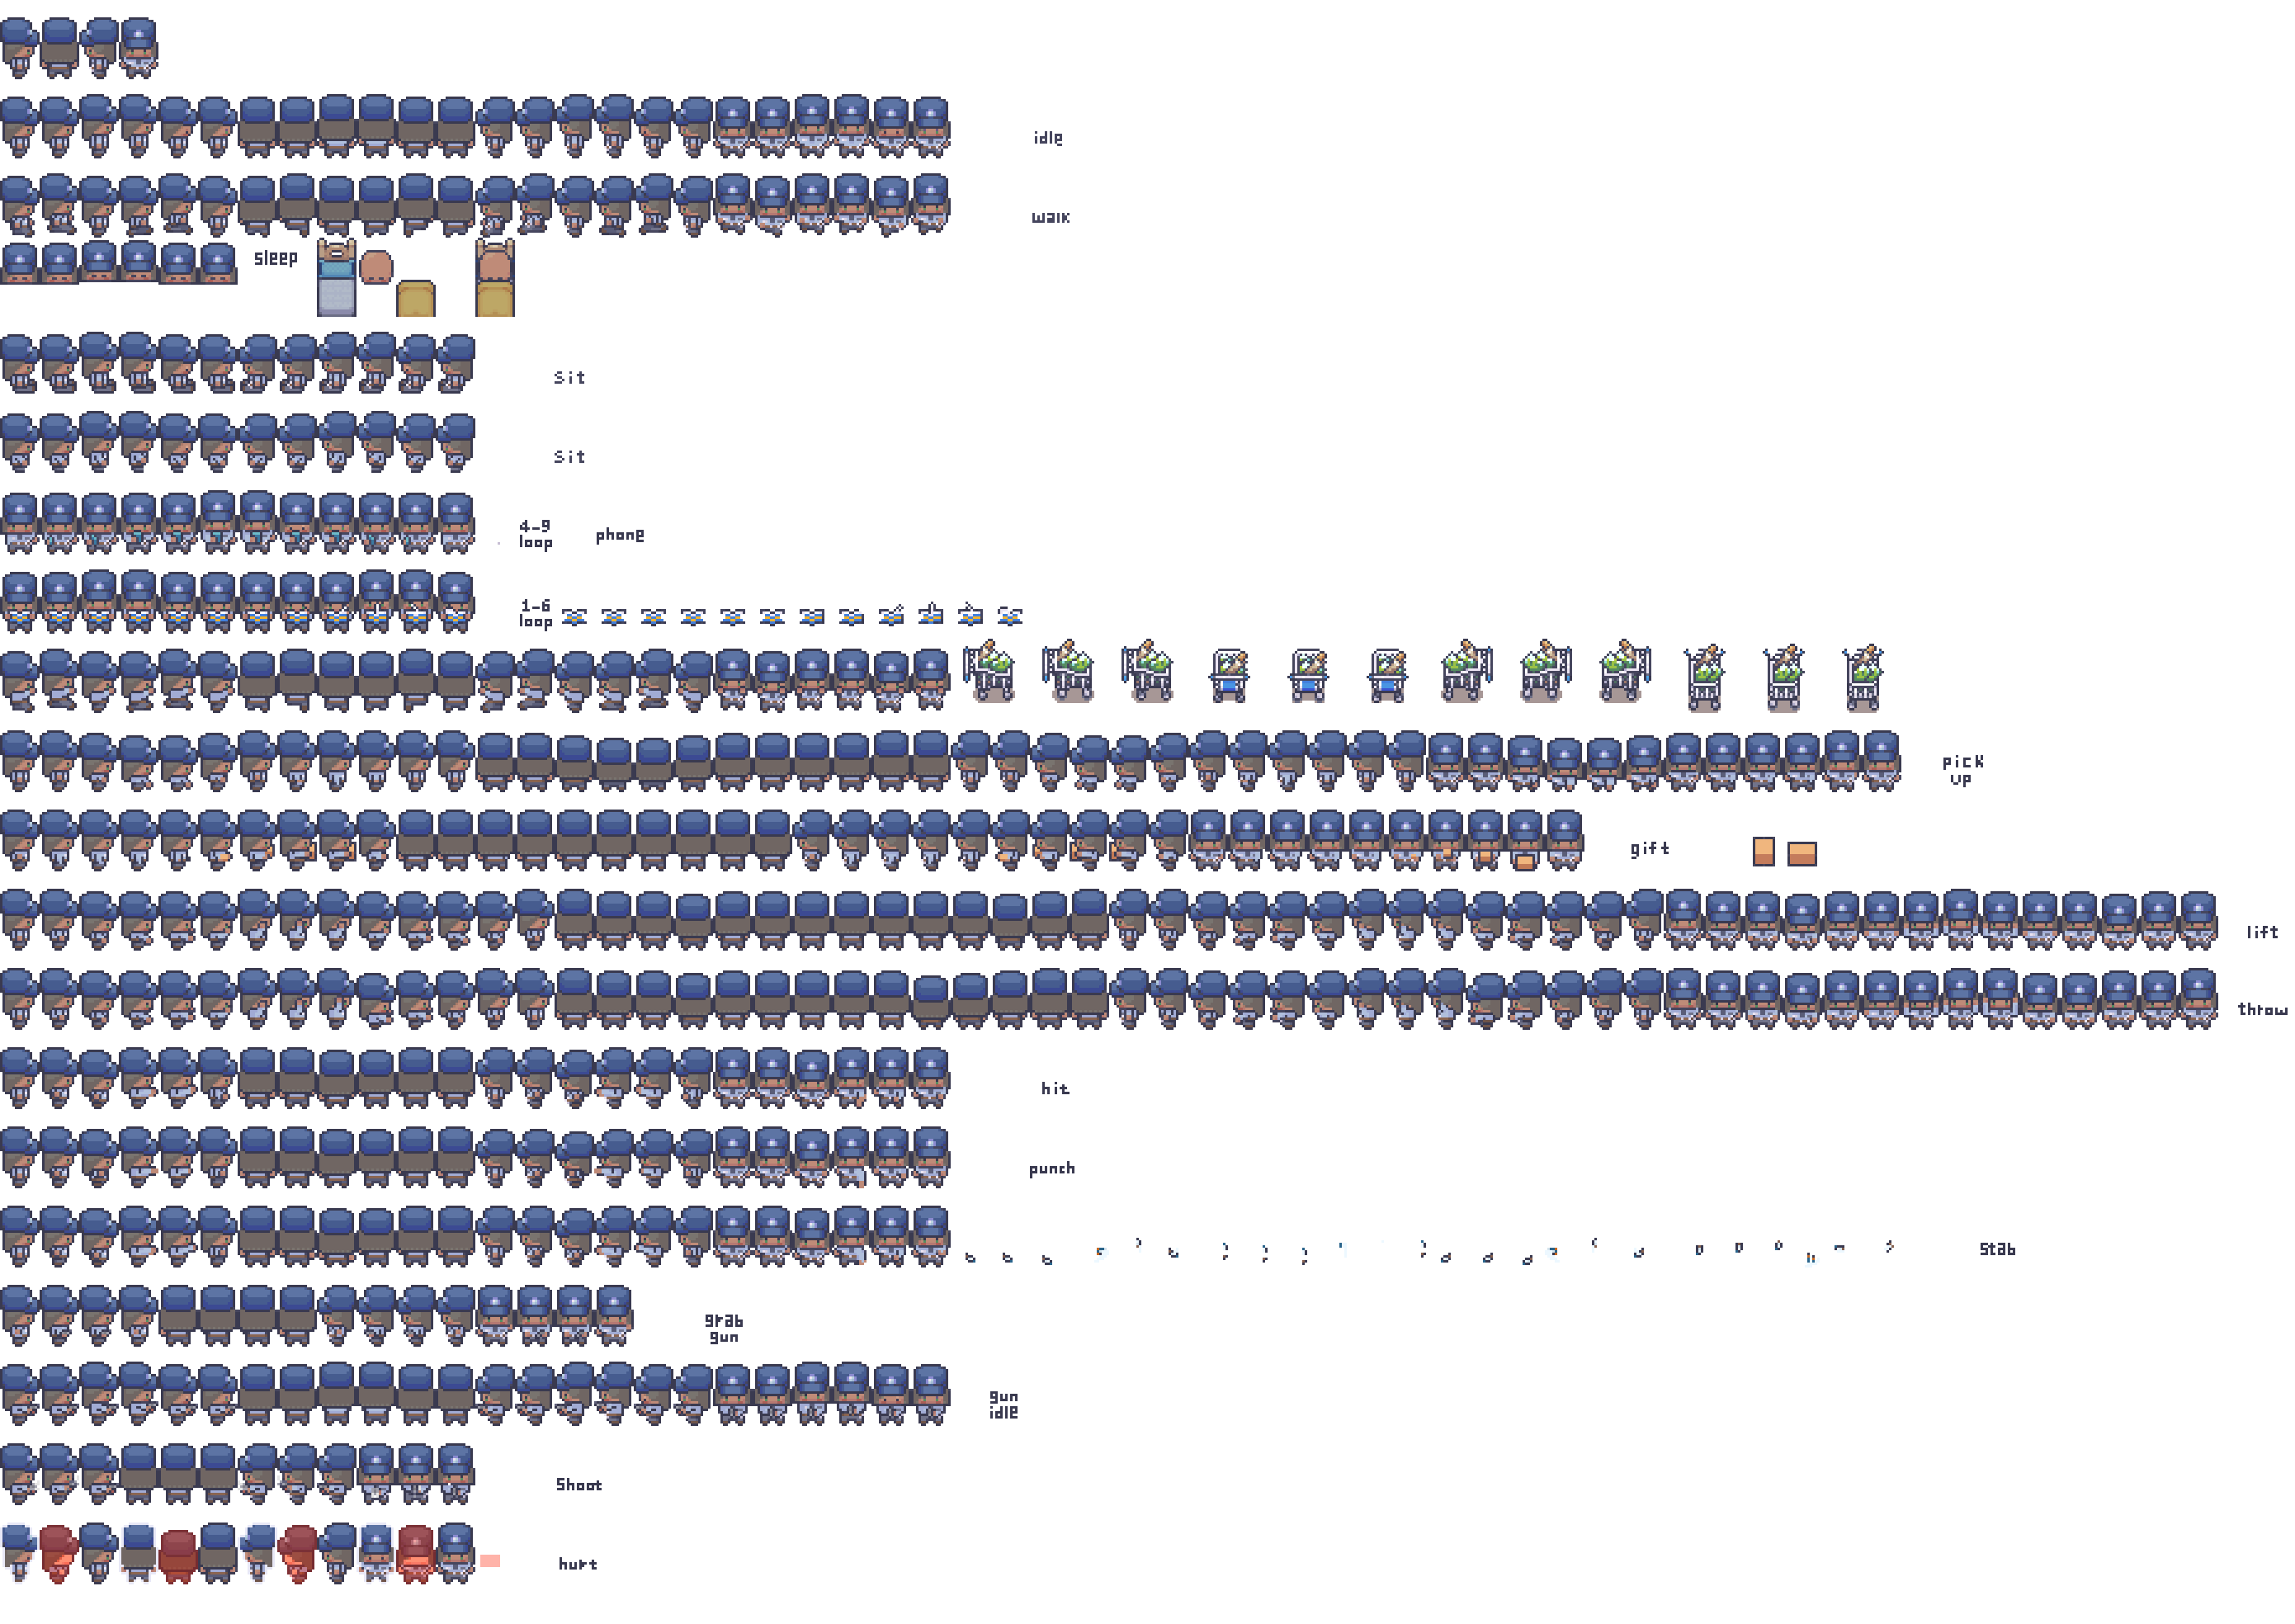 idle
walk
sleep
sit
sit
4-9
loop
phone
1-6
loop
pick
up
gift
lift
throw
hit
punch
stab
grab
gun
gun
idle
shoot
hurt